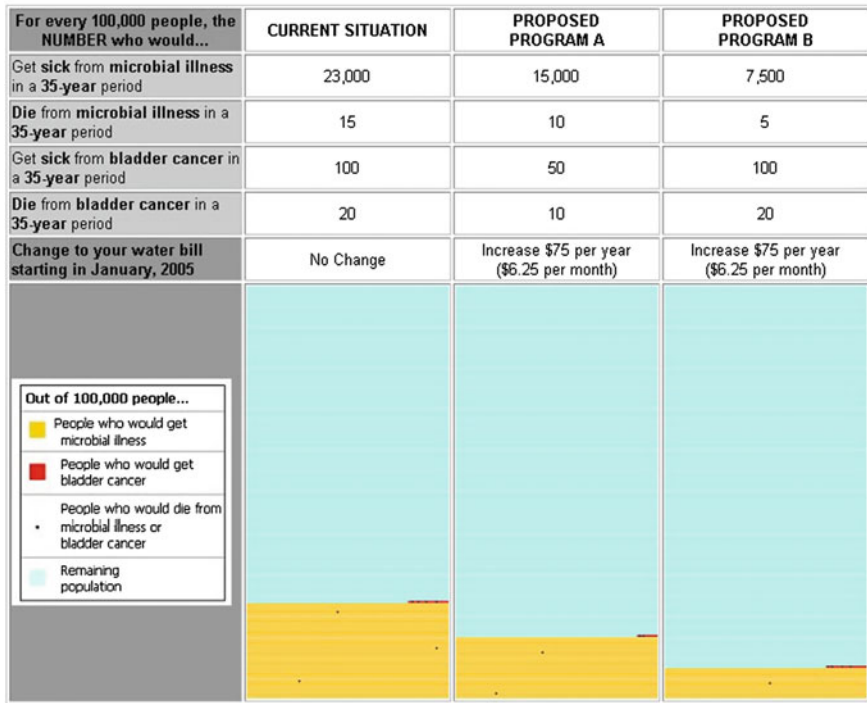 For every 100,000 people, the
NUMBER who would...
CURRENT SITUATION
PROPOSED
PROGRAM A
PROPOSED
PROGRAM B
Get sick from microbial illness
in a 35-year period
23,000
15,000
7,500
Die from microbial illness in a
35-year period
15
10
5
Get sick from bladder cancer in
a 35-year period
100
50
100
Die from bladder cancer in a
35-year period
20
10
20
Change to your water bill
starting in January, 2005
No Change
Increase $75 per year
($6.25 per month)
Increase $75 per year
($6.25 per month)
Out of 100,000 people...
People who would get
microbial illness
People who would get
bladder cancer
People who would die from
microbial illness or
bladder cancer
Remaining
population